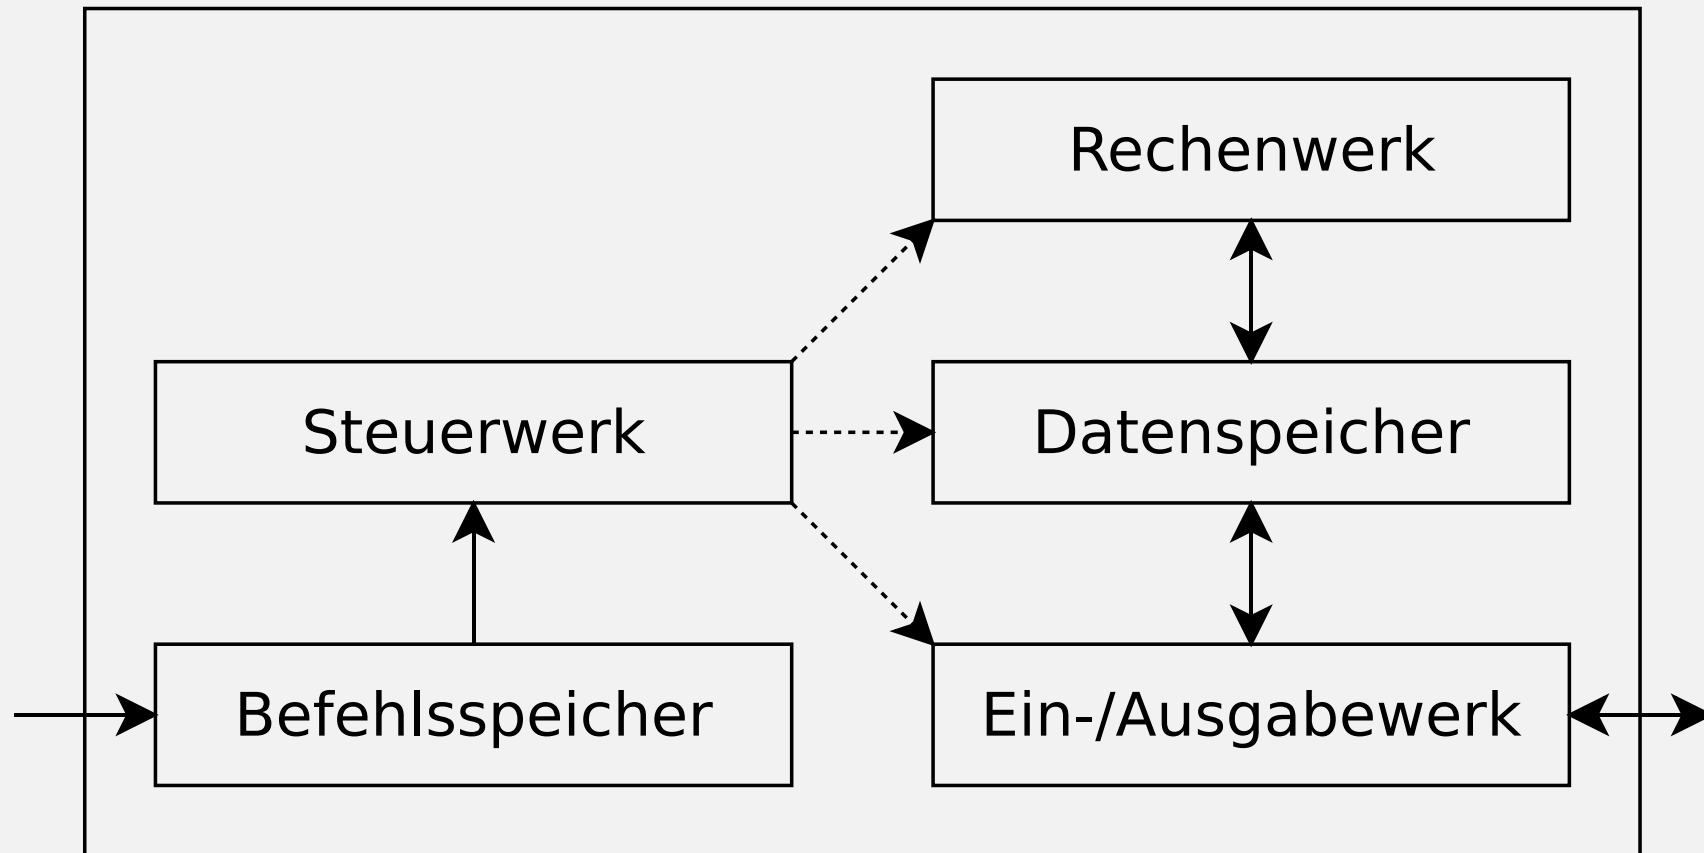 Rechenwerk
Steuerwerk
Datenspeicher
Befehlsspeicher
Ein-/Ausgabewerk